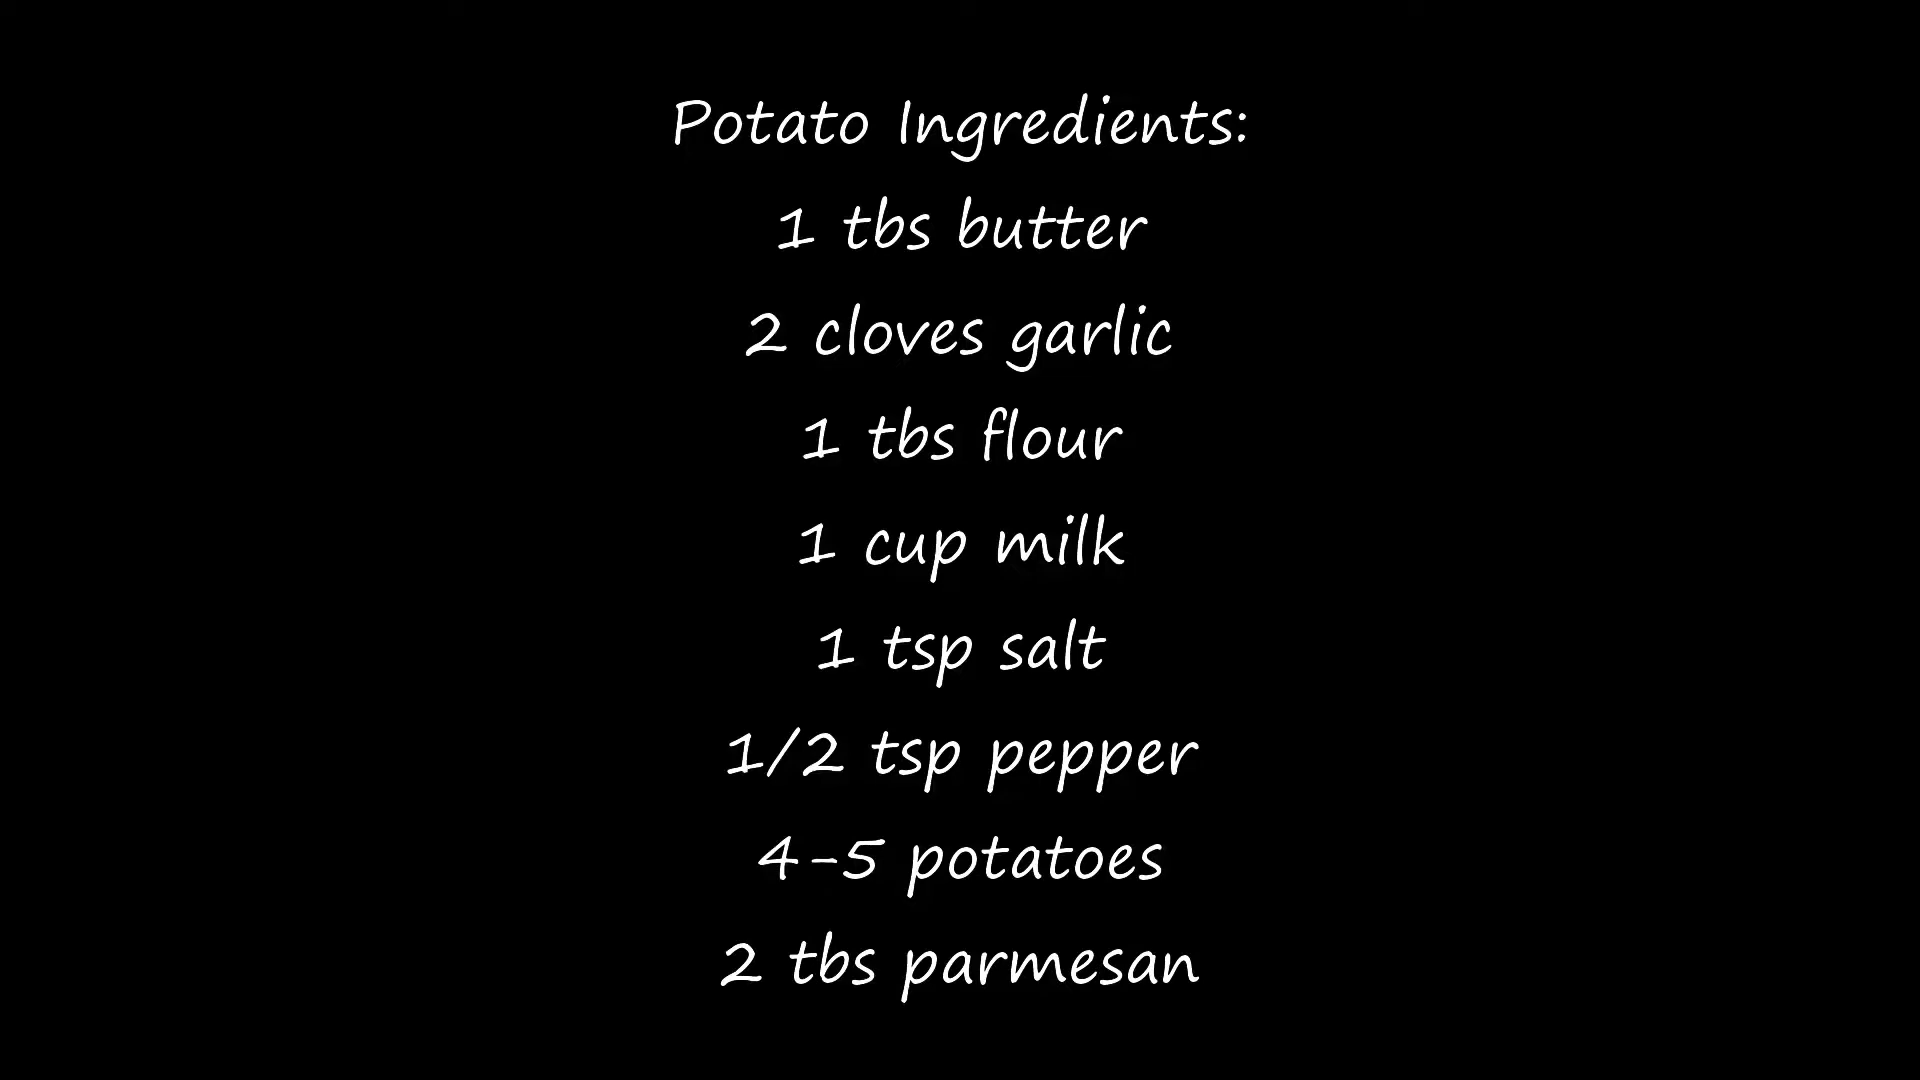 Potato Ingredients:
1 tbs butter
2 cloves garlic
1 tbs flour
1 cup milk
1 tsp salt
1/2 tsp pepper
4-5 potatoes
2 tbs parmesan